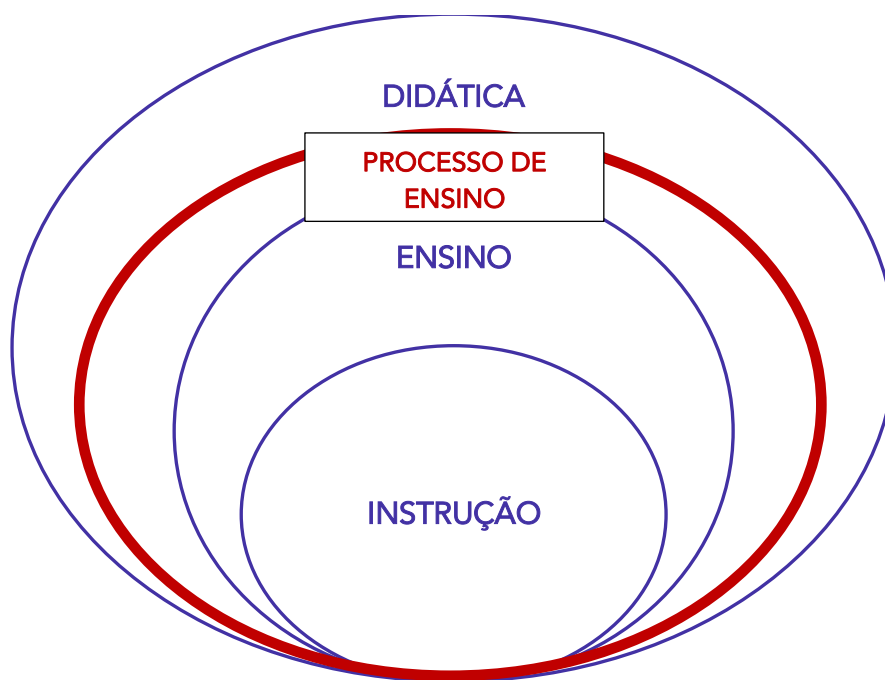 DIDÁTICA
PROCESSO DE
ENSINO
ENSINO
INSTRUÇÃO